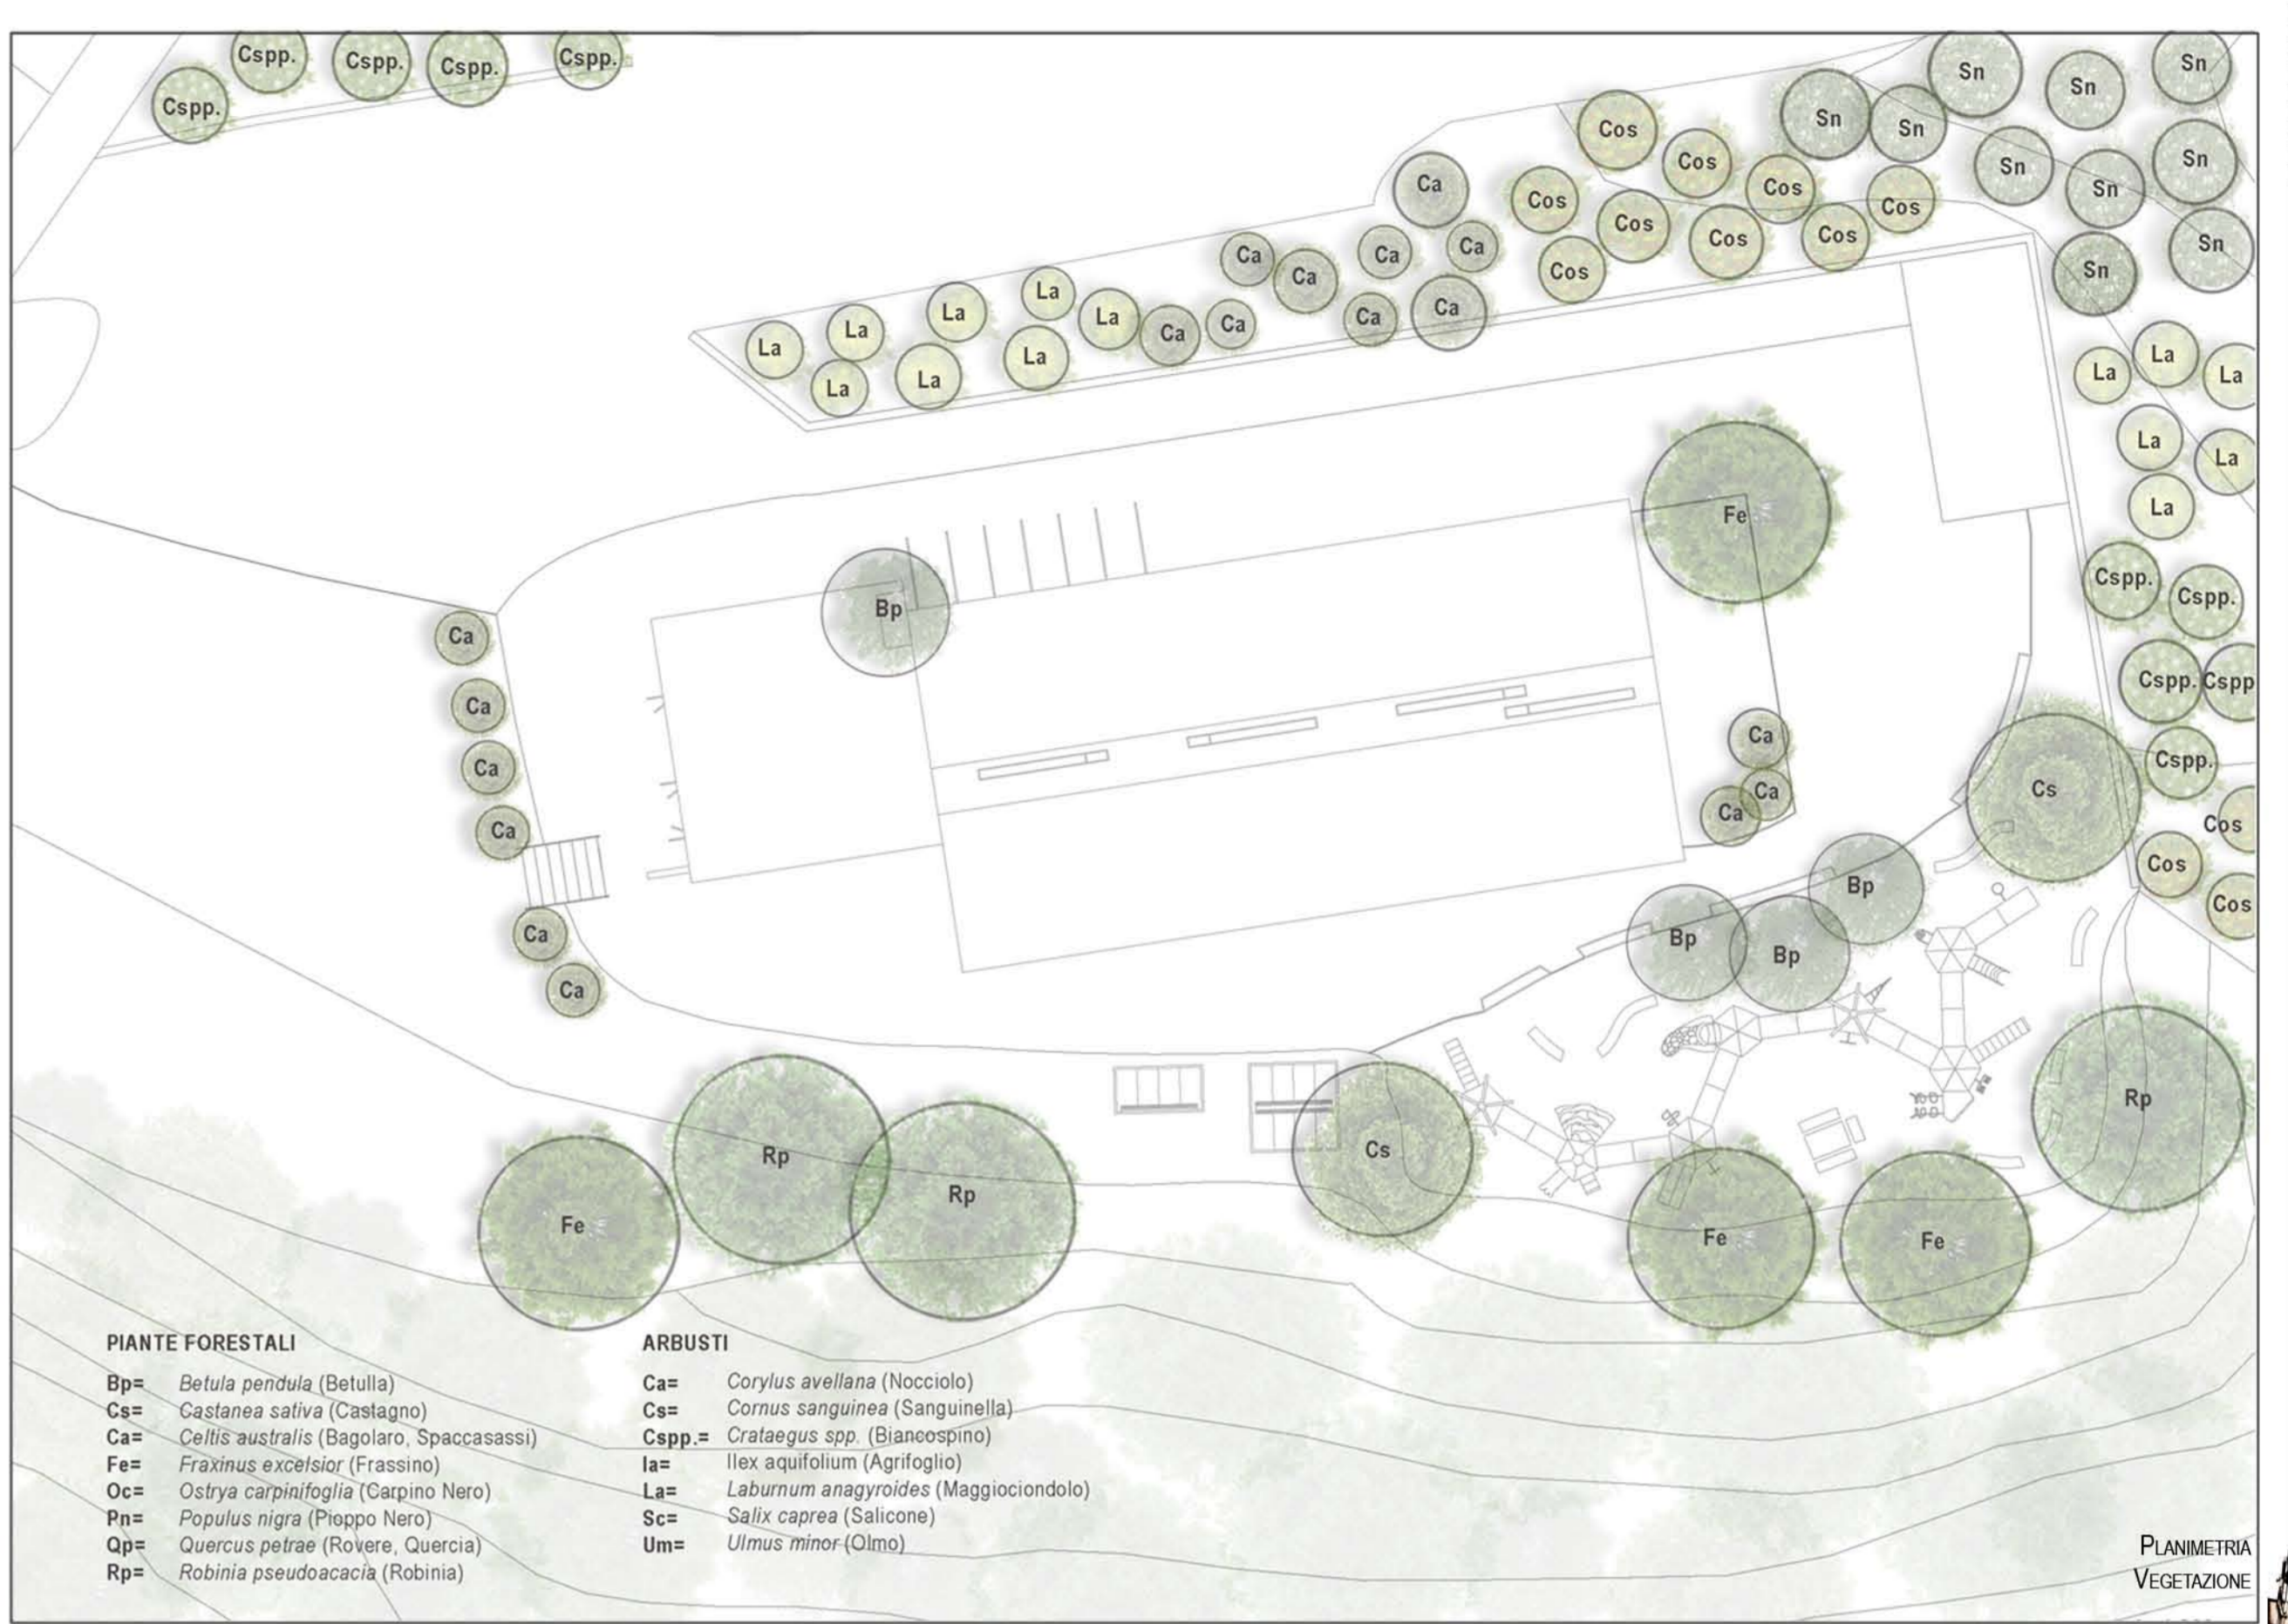 Cspp.
Cspp.
Cspp.
Cspp.
Cspp.
Sn
Sn
Sn
Sn
Sn
Sn
Sn
Sn
Sn
Sn
Cos
Cos
Cos
Cos
Cos
Cos
Cos
Cos
Cos
Ca
Ca
Ca
Ca
Ca
Ca
Ca
Ca
Ca
La
La
La
La
La
La
La
La
La
La
La
La
La
La
Fe
Bp
Cspp.
Cspp.
Cspp.
Cspp
Cspp.
Ca
Ca
Ca
Ca
Ca
Ca
Ca
Ca
Ca
Cs
Cos
Cos
Cos
Bp
Bp
Bp
Rp
Rp
Rp
Cs
Fe
Fe
Fe
PIANTE FORESTALI
Bp= Betula pendula (Betulla)
Cs= Castanea sativa (Castagno)
Ca= Celtis australis (Bagolaro, Spaccasassi)
Fe= Fraxinus excelsior (Frassino)
Oc= Ostrya carpinifoglia (Carpino Nero)
Pn= Populus nigra (Pioppo Nero)
Qp= Quercus petrae (Rovere, Quercia)
Rp= Robinia pseudoacacia (Robinia)
ARBUSTI
Ca= Corylus avellana (Nocciolo)
Cs= Cornus sanguinea (Sanguinella)
Cspp.= Crataegus spp. (Biancospino)
Ia= Ilex aquifolium (Agrifoglio)
La= Laburnum anagyroides (Maggiociondolo)
Sc= Salix caprea (Salicone)
Um= Ulmus minor (Olmo)
PLANIMETRIA
VEGETAZIONE